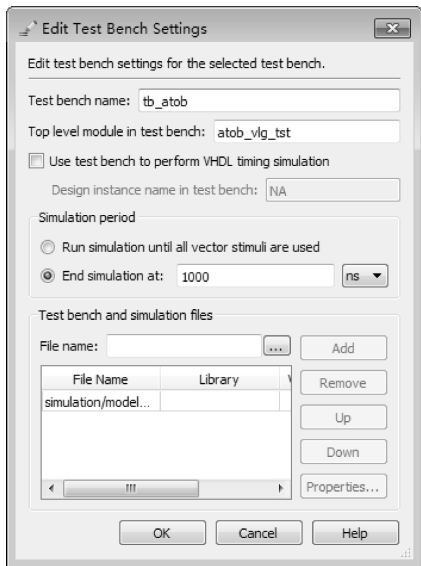 Edit Test Bench Settings
Edit test bench settings for the selected test bench.
Test bench name: tb_atob
Top level module in test bench: atob_vlg_tst
Use test bench to perform VHDL timing simulation
Design instance name in test bench: NA
Simulation period
Run simulation until all vector stimuli are used
End simulation at: 1000 ns
Test bench and simulation files
File name: ... Add
File Name Library
Remove
simulation/model...
Up
Down
Properties...
OK Cancel Help